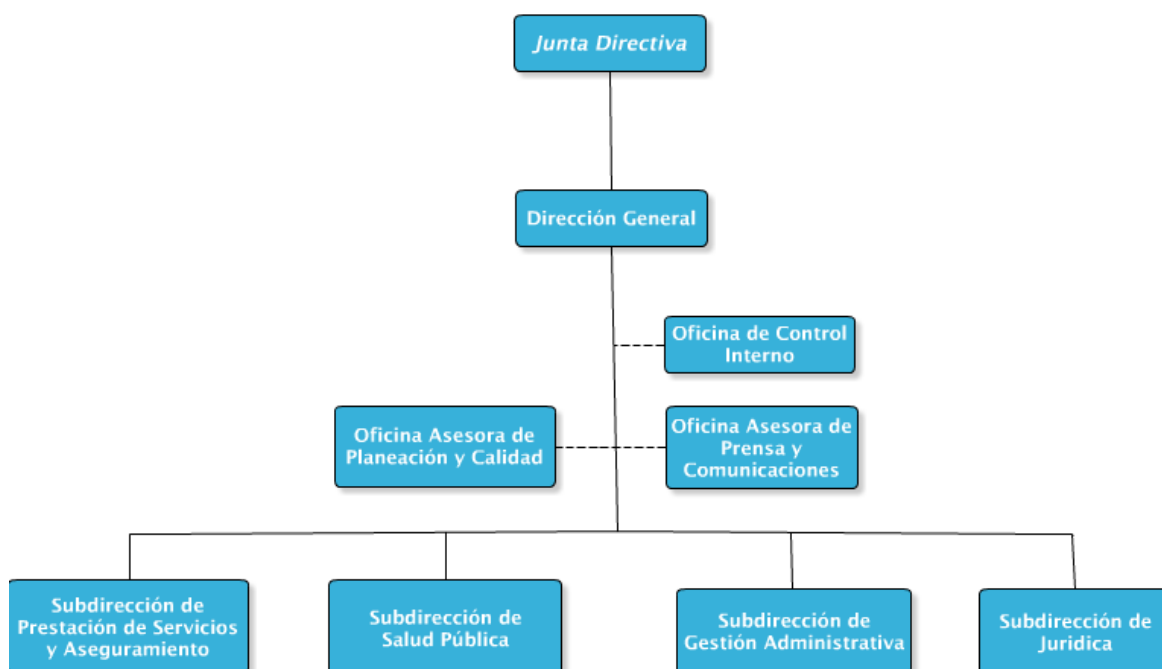 Junta Directiva
Dirección General
Oficina de Control
Interno
Oficina Asesora de
Planeación y Calidad
Oficina Asesora de
Prensa y
Comunicaciones
Subdirección de
Prestación de Servicios
y Aseguramiento
Subdirección de
Salud Pública
Subdirección de
Gestión Administrativa
Subdirección de
Juridica